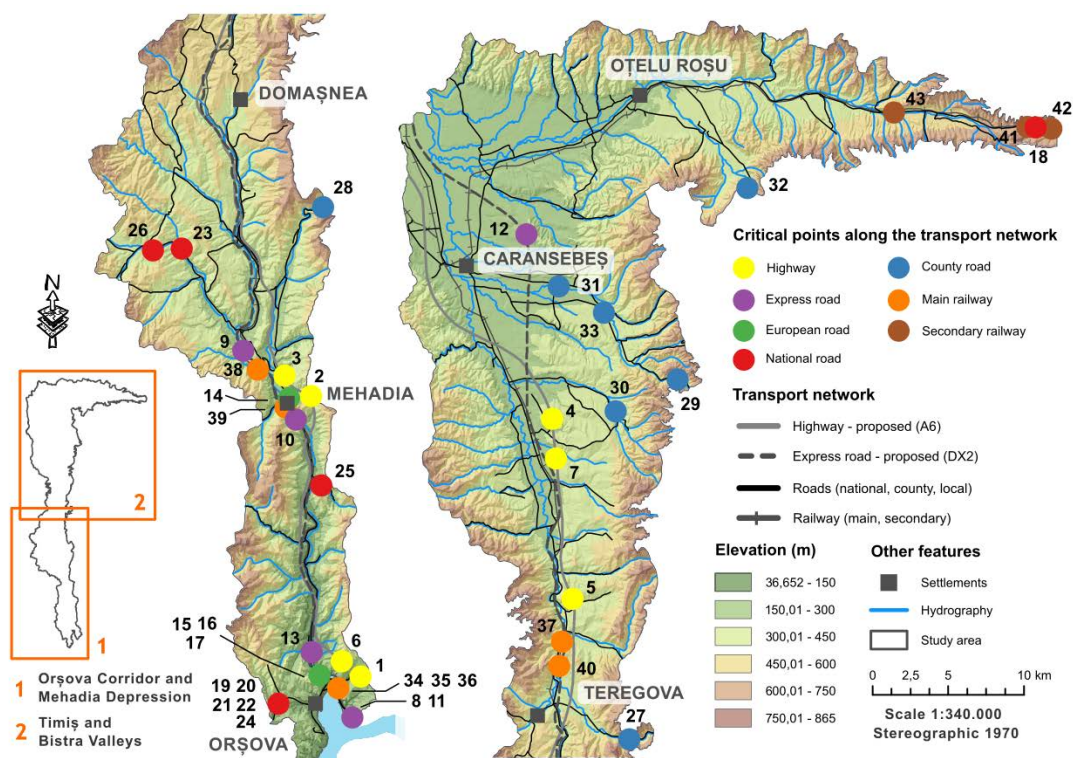 DOMAȘNEA
28
26
23
N
9
38
3
2
MEHADIA
14
39
10
25
15 16
17
13
6
1
19 20
21 22
24
34 35 36
8 11
ORȘOVA
2
1
1 Orșova Corridor and
Mehadia Depression
2 Timiș and
Bistra Valleys
OȚELU ROȘU
43
42
41
18
32
12
CARANSEBEȘ
31
33
30
29
4
7
5
37
40
TEREGOVA
27
Critical points along the transport network
Highway
County road
Express road
Main railway
European road
Secondary railway
National road
Transport network
Highway - proposed (A6)
Express road - proposed (DX2)
Roads (national, county, local)
Railway (main, secondary)
Elevation (m)
36,652 - 150
150,01 - 300
300,01 - 450
450,01 - 600
600,01 - 750
750,01 - 865
Other features
Settlements
Hydrography
Study area
0 2,5 5 10 km
Scale 1:340.000
Stereographic 1970